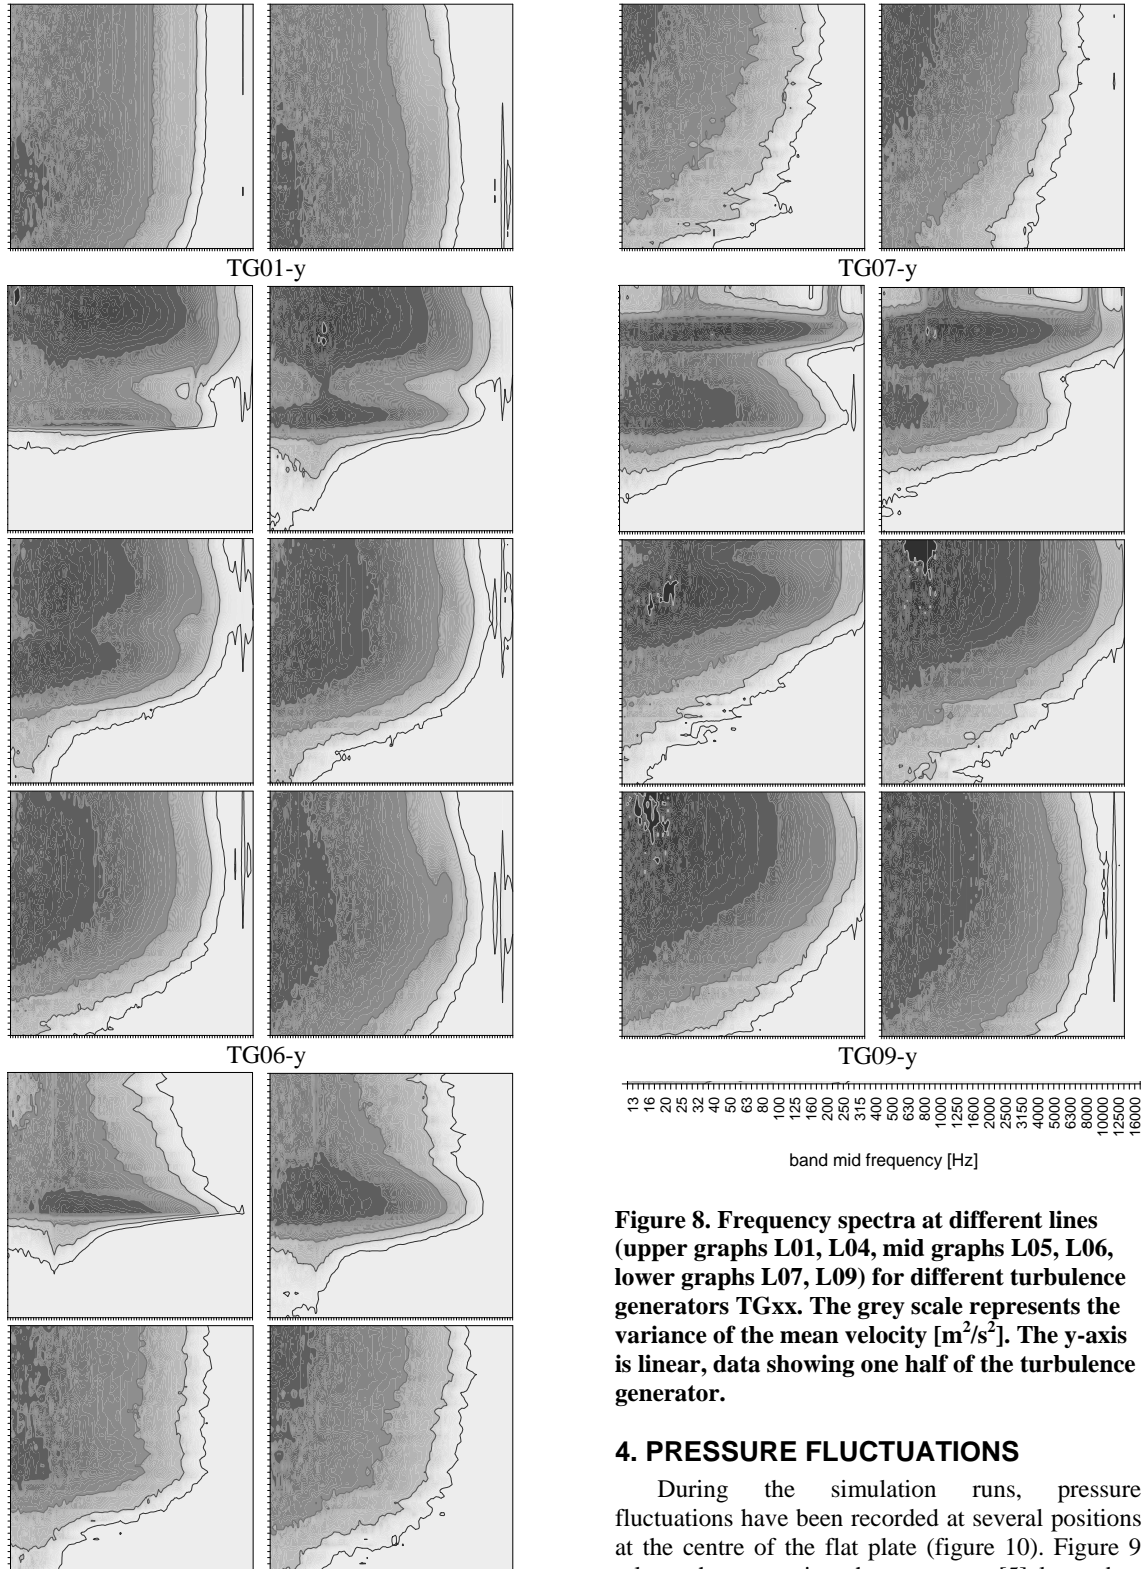 TG01-y
TG06-y
TG07-y
TG09-y
13 16 20 25 32 40 50 63 80 100 125 160 200 250 315 400 500 630 800 1000 1250 1600 2000 2500 3150 4000 5000 6300 8000 10000 12500 16000
band mid frequency [Hz]
Figure 8. Frequency spectra at different lines
(upper graphs L01, L04, mid graphs L05, L06,
lower graphs L07, L09) for different turbulence
generators TGxx. The grey scale represents the
variance of the mean velocity [m²/s²]. The y-axis
is linear, data showing one half of the turbulence
generator.
4. PRESSURE FLUCTUATIONS
During the simulation runs, pressure
fluctuations have been recorded at several positions
at the centre of the flat plate (figure 10). Figure 9